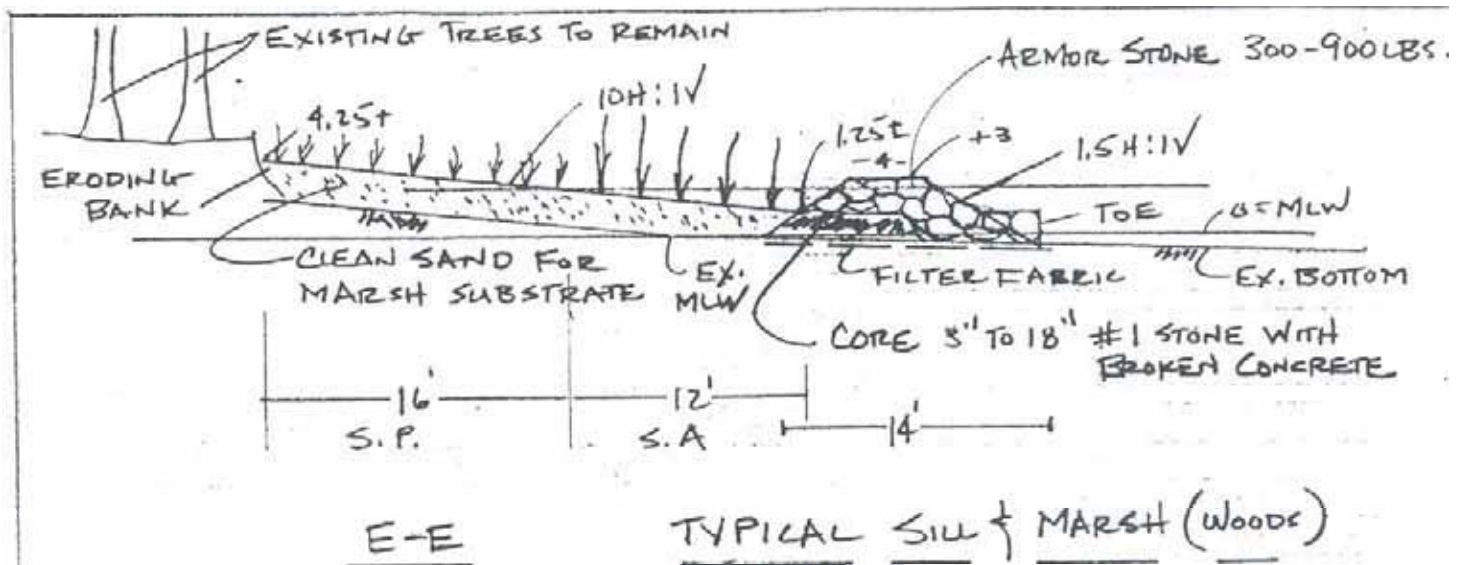 EXISTING TREES TO REMAIN
ARMOR STONE 300-900 LBS.
10H:1V
4.25±
1.25±
+3
-4-
1.5H:1V
ERODING
BANK
TOE
0=MLW
CLEAN SAND FOR
MARSH SUBSTRATE
EX.
MLW
FILTER FABRIC
EX. BOTTOM
CORE 3" TO 18" #1 STONE WITH
BROKEN CONCRETE
16'
12'
14'
S.P.
S.A
E-E
TYPICAL SILL & MARSH (WOODS)